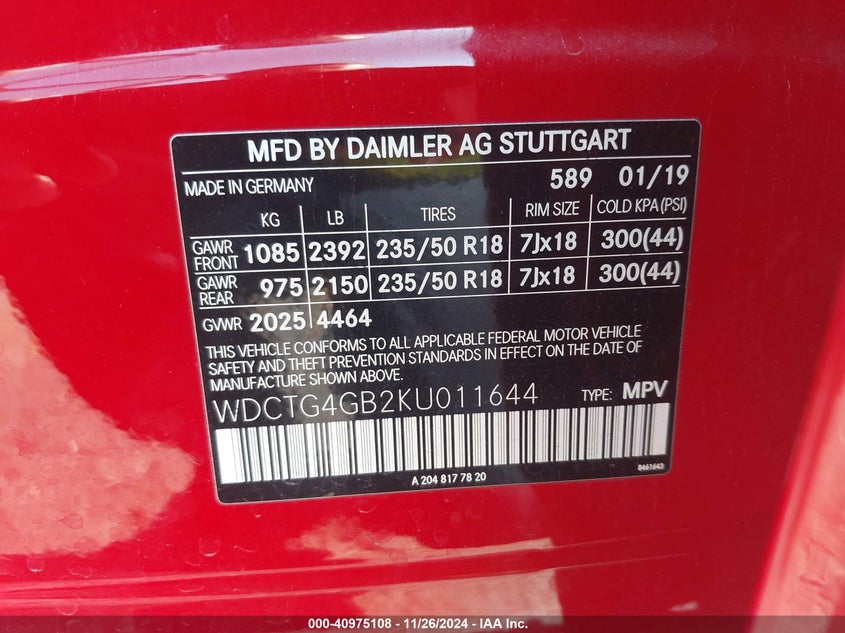 MFD BY DAIMLER AG STUTTGART
MADE IN GERMANY 589 01/19
KG LB TIRES RIM SIZE COLD KPA(PSI)
GAWR FRONT 1085 2392 235/50 R18 7Jx18 300(44)
GAWR REAR 975 2150 235/50 R18 7Jx18 300(44)
GVWR 2025 4464
THIS VEHICLE CONFORMS TO ALL APPLICABLE FEDERAL MOTOR VEHICLE
SAFETY AND THEFT PREVENTION STANDARDS IN EFFECT ON THE DATE OF
MANUFACTURE SHOWN ABOVE.
WDCTG4GB2KU011644 TYPE: MPV
A 204 817 78 20 8461643
000-40975108 - 11/26/2024 - IAA Inc.